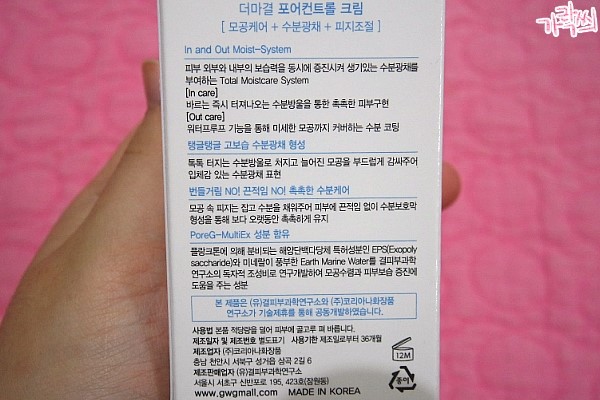 가락찌
더마결 포어컨트롤 크림
[ 모공케어 + 수분광채 + 피지조절 ]
In and Out Moist-System
피부 외부와 내부의 보습력을 동시에 증진시켜 생기있는 수분광채를
부여하는 Total Moistcare System
[In care]
바르는 즉시 터져나오는 수분방울을 통한 촉촉한 피부구현
[Out care]
워터프루프 기능을 통해 미세한 모공까지 커버하는 수분 코팅
탱글탱글 고보습 수분광채 형성
톡톡 터지는 수분방울로 처지고 늘어진 모공을 부드럽게 감싸주어
입체감 있는 수분광채 표현
번들거림 NO! 끈적임 NO! 촉촉한 수분케어
모공 속 피지는 잡고 수분을 채워주어 피부에 끈적임 없이 수분보호막
형성을 통해 보다 오랫동안 촉촉하게 유지
PoreG-MultiEx 성분 함유
플랑크톤에 의해 분비되는 해양단백다당체 특허성분인 EPS(Exopoly
saccharide)와 미네랄이 풍부한 Earth Marine Water를 결피부과학
연구소의 독자적 조성비로 연구개발하여 모공수렴과 피부보습 증진에
도움을 주는 성분
본 제품은 (유)결피부과학연구소와 ㈜코리아나화장품
연구소가 기술제휴를 통해 공동개발하였습니다.
사용법 본품 적당량을 덜어 피부에 골고루 펴 바릅니다.
제조일자 및 제조번호 별도표기 사용기한 제조일로부터 36개월
제조업자 ㈜코리아나화장품
충남 천안시 서북구 성거읍 삼곡 2길 6
제조판매업자 (유)결피부과학연구소
서울시 서초구 신반포로 195, 423호(잠원동)
www.gwgmall.com MADE IN KOREA
12M
종이